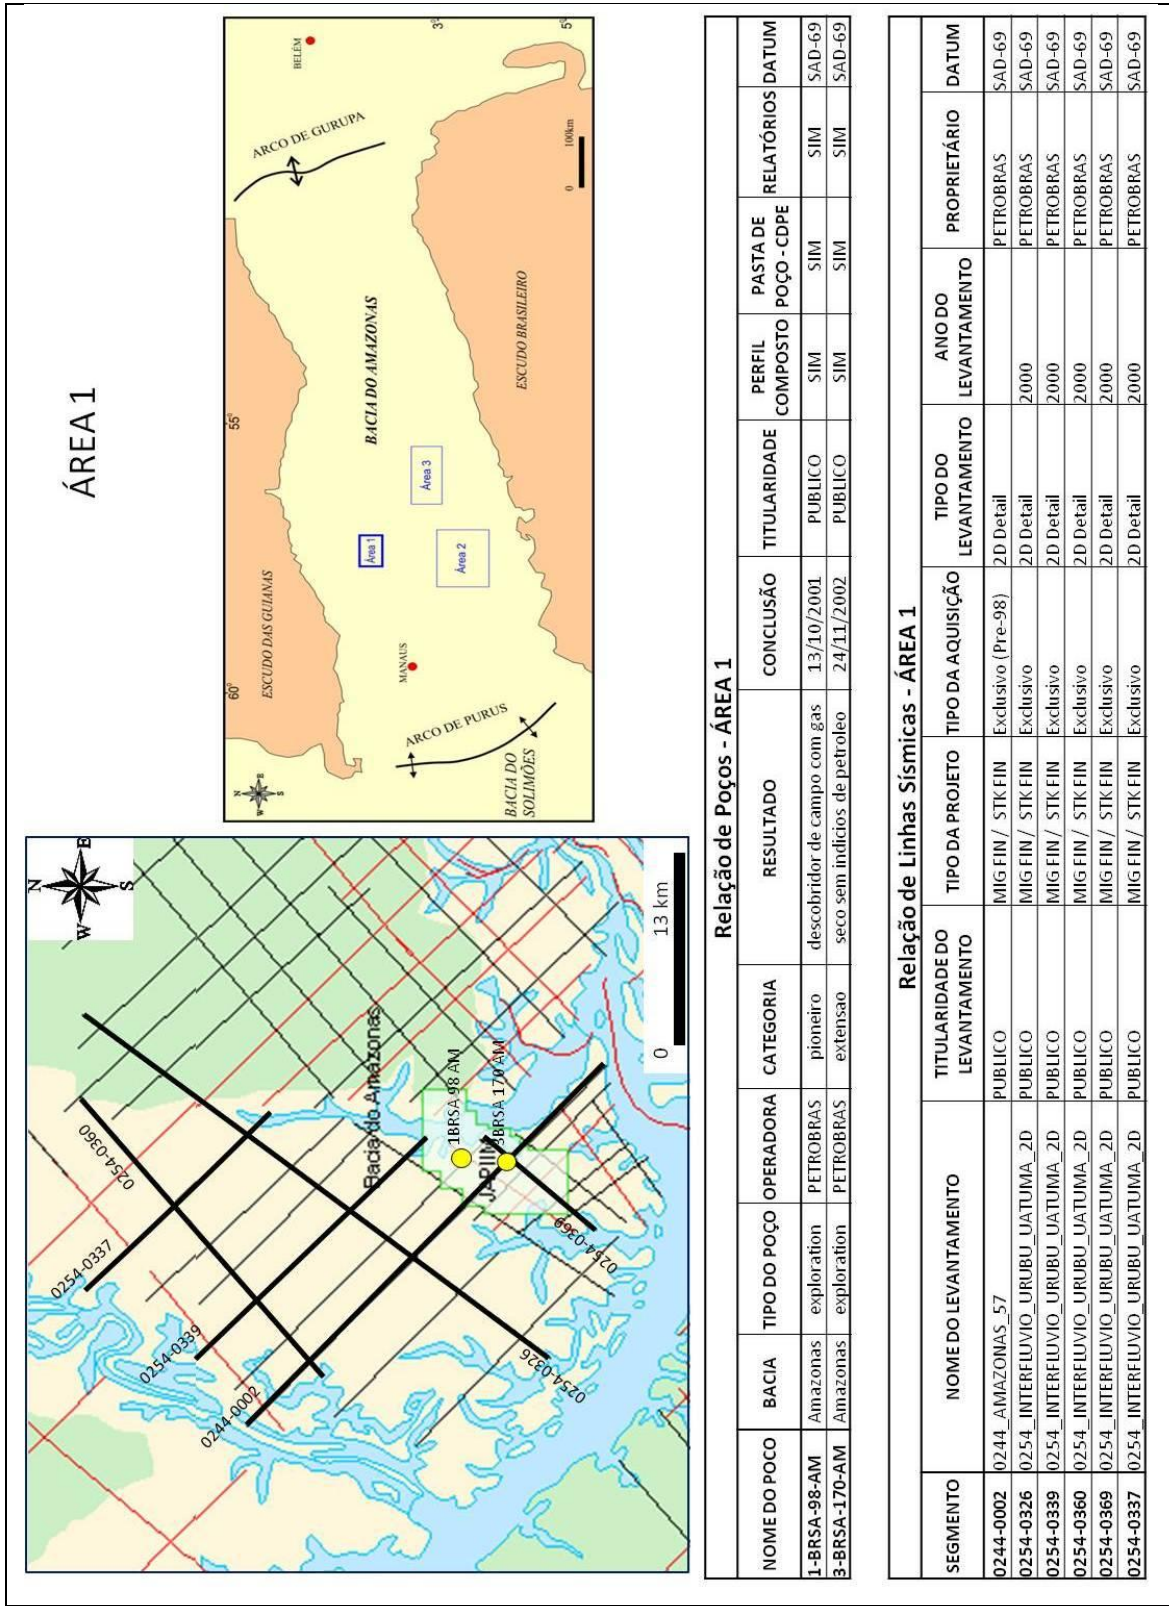 ÁREA 1
0254-0360
0254-0337
0254-0339
0244-0002
0254-0326
0254-0369
Bacia do Amazonas
1BRSA 98 AM
3BRSA 170 AM
JAPIIM
N
W E
S
0 13 km
N
W E
S
60º
55º
3º
5º
ESCUDO DAS GUIANAS
ARCO DE GURUPA
BELÉM
MANAUS
ARCO DE PURUS
BACIA DO
SOLIMÕES
BACIA DO AMAZONAS
Área 1
Área 2
Área 3
ESCUDO BRASILEIRO
0 100km
Relação de Poços - ÁREA 1
NOME DO POCO BACIA TIPO DO POÇO OPERADORA CATEGORIA RESULTADO CONCLUSÃO TITULARIDADE PERFIL COMPOSTO PASTA DE POÇO - CDPE RELATÓRIOS DATUM
1-BRSA-98-AM Amazonas exploration PETROBRAS pioneiro descobridor de campo com gas 13/10/2001 PUBLICO SIM SIM SIM SAD-69
3-BRSA-170-AM Amazonas exploration PETROBRAS extensao seco sem indicios de petroleo 24/11/2002 PUBLICO SIM SIM SIM SAD-69
Relação de Linhas Sísmicas - ÁREA 1
SEGMENTO NOME DO LEVANTAMENTO TITULARIDADE DO LEVANTAMENTO TIPO DA PROJETO TIPO DA AQUISIÇÃO TIPO DO LEVANTAMENTO ANO DO LEVANTAMENTO PROPRIETÁRIO DATUM
0244-0002 0244_AMAZONAS_57 PUBLICO MIG FIN/ STK FIN Exclusivo (Pre-98) 2D Detail PETROBRAS SAD-69
0254-0326 0254_INTERFLUVIO_URUBU_UATUMA_2D PUBLICO MIG FIN/ STK FIN Exclusivo 2D Detail 2000 PETROBRAS SAD-69
0254-0339 0254_INTERFLUVIO_URUBU_UATUMA_2D PUBLICO MIG FIN/ STK FIN Exclusivo 2D Detail 2000 PETROBRAS SAD-69
0254-0360 0254_INTERFLUVIO_URUBU_UATUMA_2D PUBLICO MIG FIN/ STK FIN Exclusivo 2D Detail 2000 PETROBRAS SAD-69
0254-0369 0254_INTERFLUVIO_URUBU_UATUMA_2D PUBLICO MIG FIN/ STK FIN Exclusivo 2D Detail 2000 PETROBRAS SAD-69
0254-0337 0254_INTERFLUVIO_URUBU_UATUMA_2D PUBLICO MIG FIN/ STK FIN Exclusivo 2D Detail 2000 PETROBRAS SAD-69